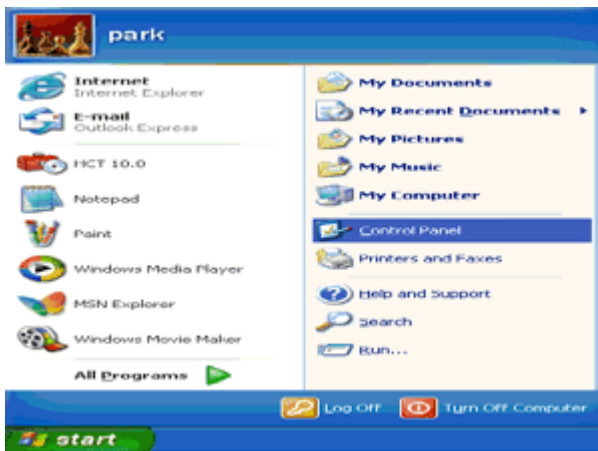 park
Internet
Internet Explorer
E-mail
Outlook Express
HCT 10.0
Notepad
Paint
Windows Media Player
MSN Explorer
Windows Movie Maker
All Programs
My Documents
My Recent Documents
My Pictures
My Music
My Computer
Control Panel
Printers and Faxes
Help and Support
Search
Run...
Log Off
Turn Off Computer
start